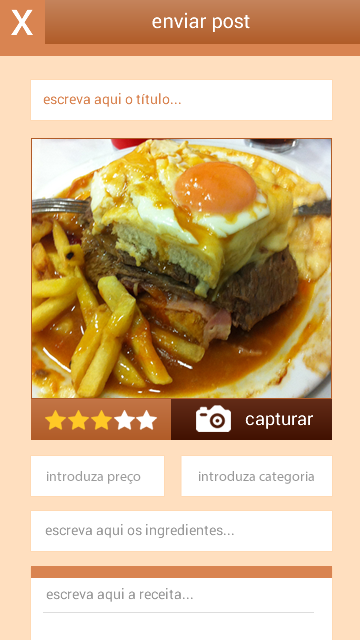 X
enviar post
escreva aqui o título...
capturar
introduza preço
introduza categoria
escreva aqui os ingredientes...
escreva aqui a receita...